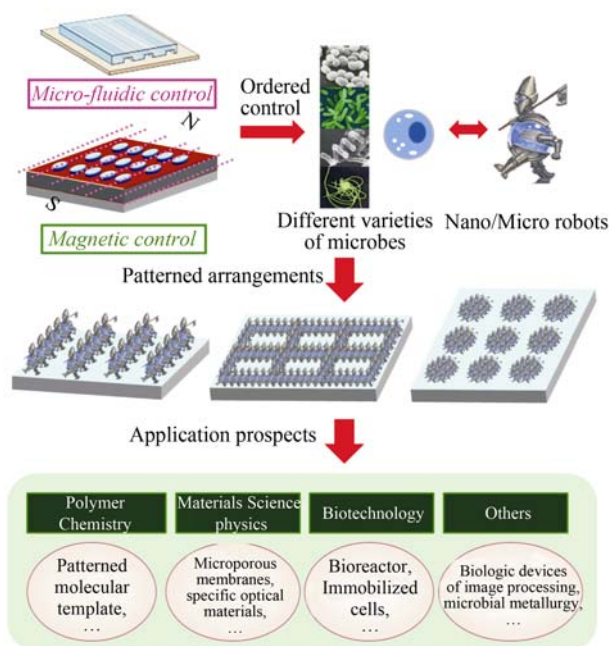 Micro-fluidic control
N
S
Magnetic control
Ordered
control
Different varieties
of microbes
Nano/Micro robots
Patterned arrangements
Application prospects
Polymer
Chemistry
Patterned
molecular
template,
…
Materials Science
physics
Microporous
membranes,
specific optical
materials,
…
Biotechnology
Bioreactor,
Immobilized
cells,
…
Others
Biologic devices
of image processing,
microbial metallurgy,
…